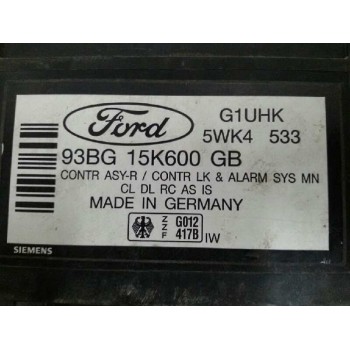 Ford
G1UHK
5WK4 533
93BG 15K600 GB
CONTR ASY-R / CONTR LK & ALARM SYS MN
CL DL RC AS IS
MADE IN GERMANY
ZZF G012 417B IW
SIEMENS